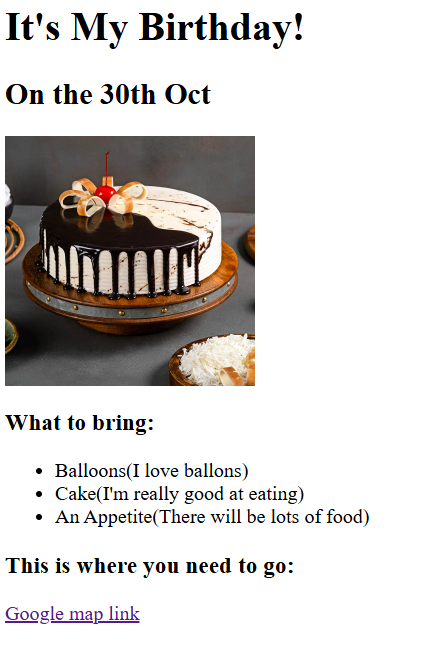 It's My Birthday!
On the 30th Oct
What to bring:
Balloons(I love ballons)
Cake(I'm really good at eating)
An Appetite(There will be lots of food)
This is where you need to go:
Google map link